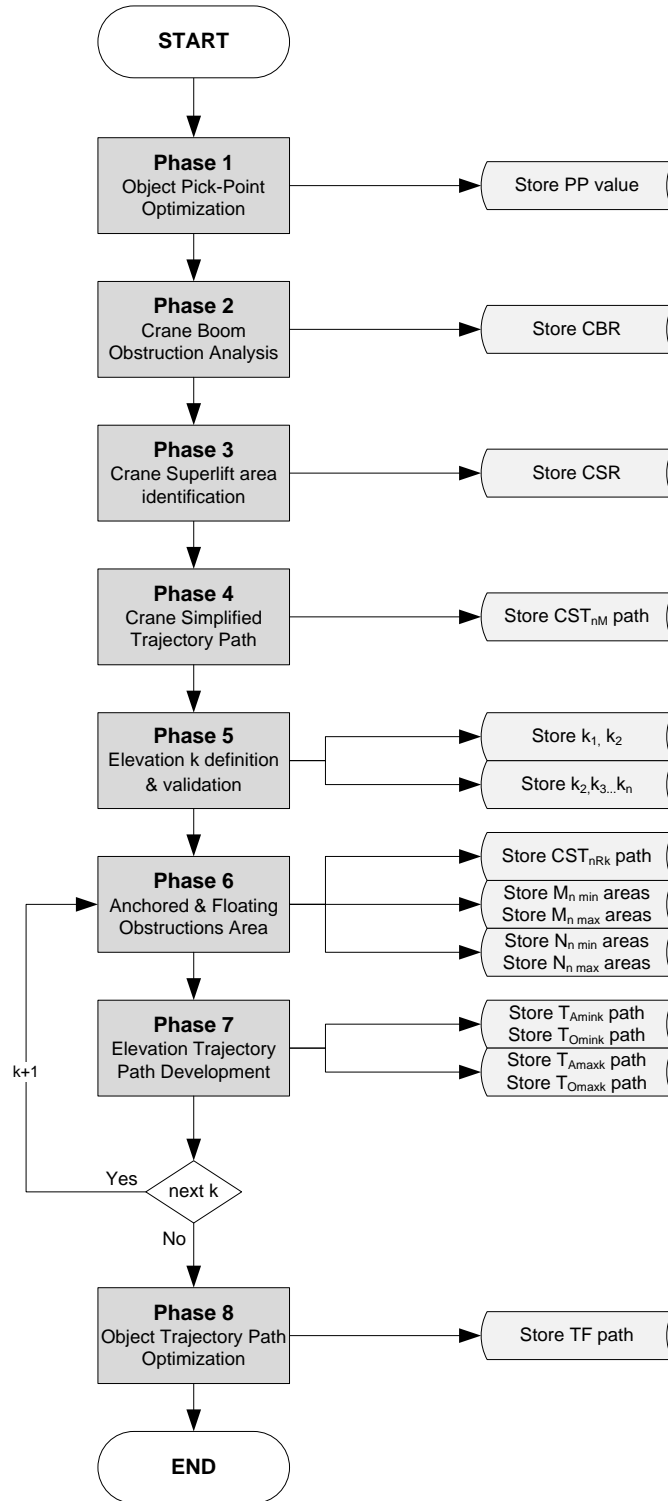 START
Phase 1
Object Pick-Point
Optimization
Store PP value
Phase 2
Crane Boom
Obstruction Analysis
Store CBR
Phase 3
Crane Superlift area
identification
Store CSR
Phase 4
Crane Simplified
Trajectory Path
Store CSTnM path
Phase 5
Elevation k definition
& validation
Store k1, k2
Store k2,k3...kn
Phase 6
Anchored & Floating
Obstructions Area
Store CSTnRk path
Store Mn min areas
Store Mn max areas
Store Nn min areas
Store Nn max areas
Phase 7
Elevation Trajectory
Path Development
Store TAmink path
Store TOmink path
Store TAmaxk path
Store TOmaxk path
k+1
Yes
next k
No
Phase 8
Object Trajectory Path
Optimization
Store TF path
END